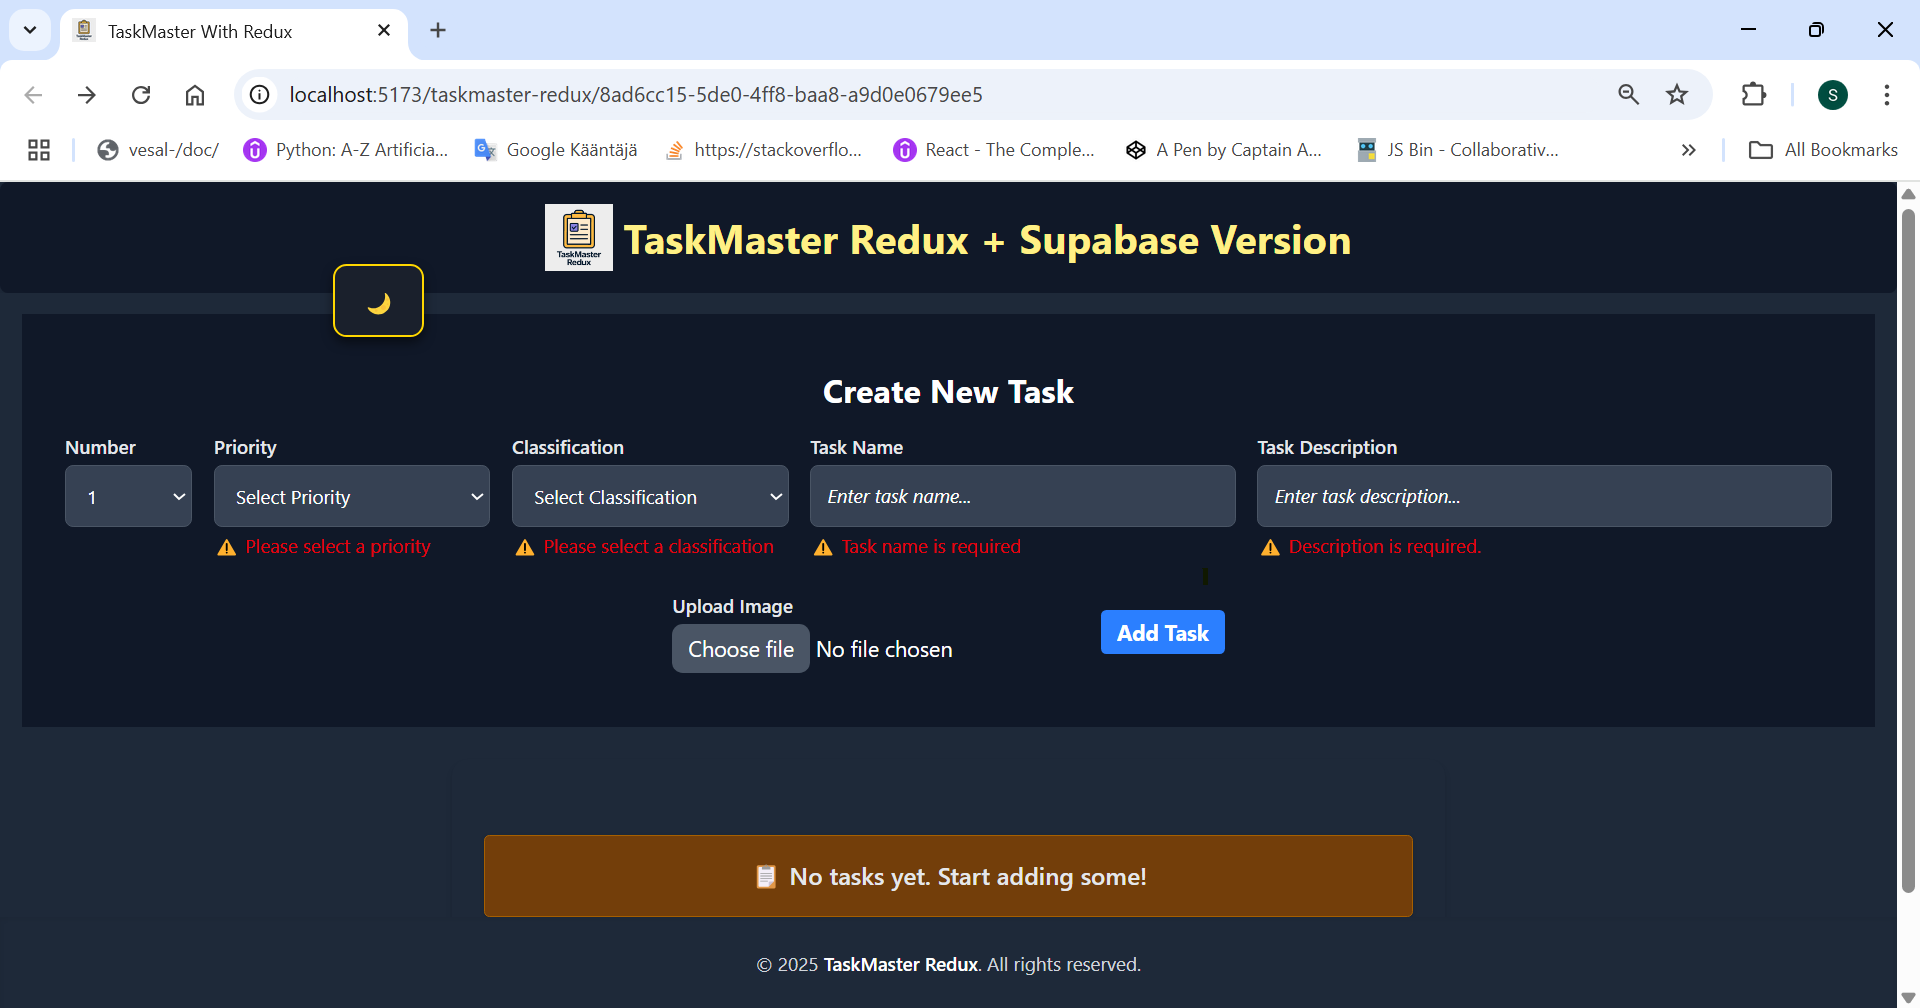 TaskMaster With Redux
localhost:5173/taskmaster-redux/8ad6cc15-5de0-4ff8-baa8-a9d0e0679ee5
S
vesal-/doc/ Python: A-Z Artificia... Google Kääntäjä https://stackoverflo... React - The Comple... A Pen by Captain A... JS Bin - Collaborativ... » All Bookmarks
TaskMaster
Redux
TaskMaster Redux + Supabase Version
Create New Task
Number Priority Classification Task Name Task Description
1 Select Priority Select Classification Enter task name... Enter task description...
Please select a priority Please select a classification Task name is required Description is required.
Upload Image
Choose file No file chosen
Add Task
No tasks yet. Start adding some!
© 2025 TaskMaster Redux. All rights reserved.